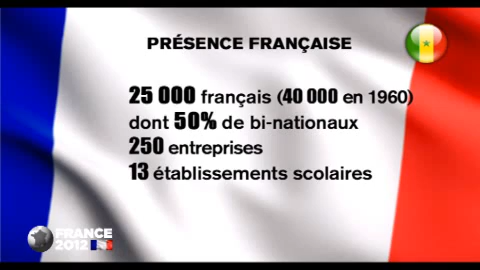 PRÉSENCE FRANÇAISE
25 000 français (40 000 en 1960)
dont 50% de bi-nationaux
250 entreprises
13 établissements scolaires
FRANCE
2012